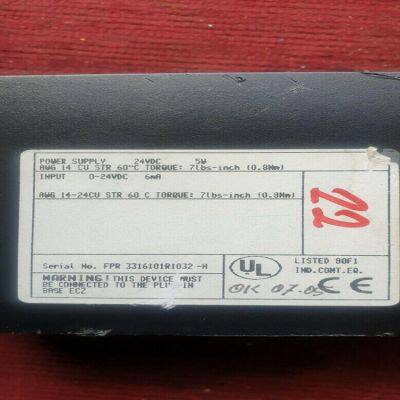 POWER SUPPLY 24VDC 5W
AWG 14 CU STR 60°C TORQUE: 7lbs-inch (0.8Nm)
INPUT 0-24VDC 6mA
AWG 14-24CU STR 60 C TORQUE: 7lbs-inch (0.8Nm)
22
Serial No. FPR 3316101R1032 -H
WARNING! THIS DEVICE MUST
BE CONNECTED TO THE PLUG-IN
BASE ECZ
UL
LISTED 80F1
IND.CONT.EQ.
OK 07.05
CE